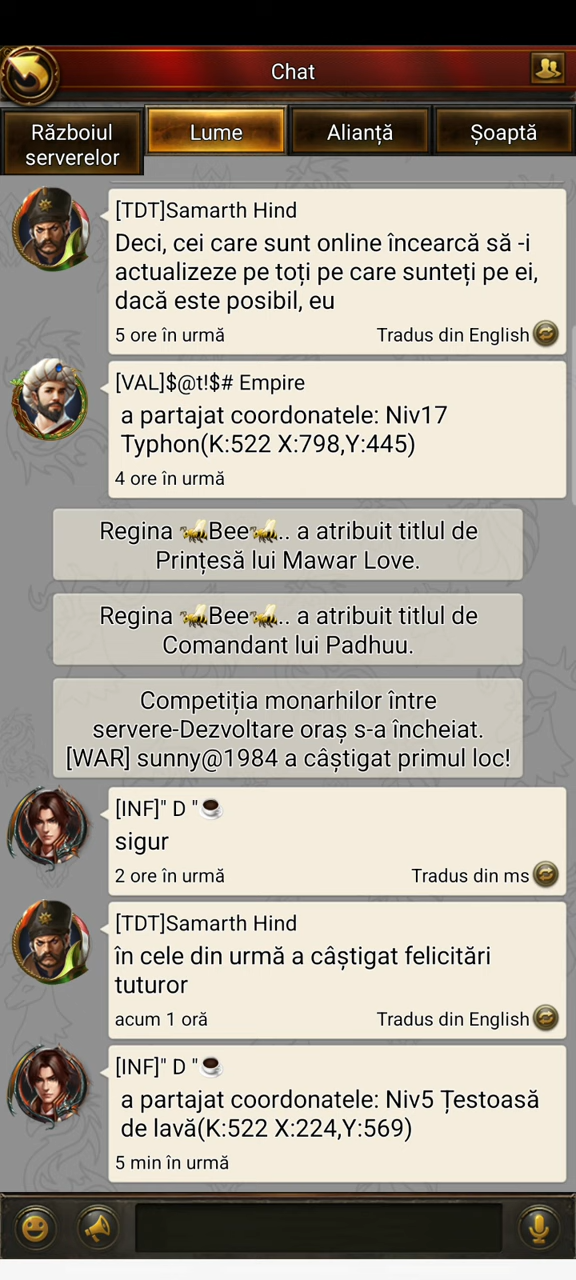 Chat
Războiul
serverelor
Lume
Alianță
Șoaptă
[TDT]Samarth Hind
Deci, cei care sunt online încearcă să -i
actualizeze pe toți pe care sunteți pe ei,
dacă este posibil, eu
5 ore în urmă
Tradus din English
[VAL]$@t!$# Empire
a partajat coordonatele: Niv17
Typhon(K:522 X:798,Y:445)
4 ore în urmă
Regina 🐝Bee🐝.. a atribuit titlul de
Prințesă lui Mawar Love.
Regina 🐝Bee🐝.. a atribuit titlul de
Comandant lui Padhuu.
Competiția monarhilor între
servere-Dezvoltare oraș s-a încheiat.
[WAR] sunny@1984 a câștigat primul loc!
[INF]" D "☕
sigur
2 ore în urmă
Tradus din ms
[TDT]Samarth Hind
în cele din urmă a câștigat felicitări
tuturor
acum 1 oră
Tradus din English
[INF]" D "☕
a partajat coordonatele: Niv5 Țestoasă
de lavă(K:522 X:224,Y:569)
5 min în urmă